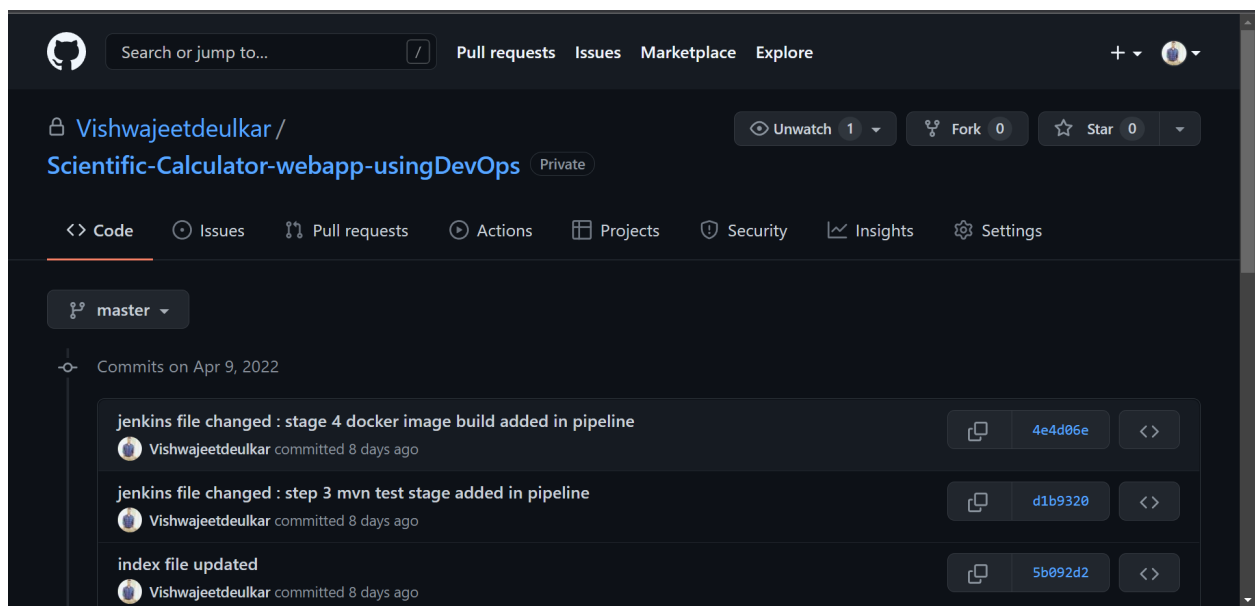 Search or jump to... / Pull requests Issues Marketplace Explore
Vishwajeetdeulkar / Unwatch 1 Fork 0 Star 0
Scientific-Calculator-webapp-usingDevOps Private
Code Issues Pull requests Actions Projects Security Insights Settings
master
Commits on Apr 9, 2022
jenkins file changed : stage 4 docker image build added in pipeline
Vishwajeetdeulkar committed 8 days ago
4e4d06e
jenkins file changed : step 3 mvn test stage added in pipeline
Vishwajeetdeulkar committed 8 days ago
d1b9320
index file updated
Vishwajeetdeulkar committed 8 days ago
5b092d2